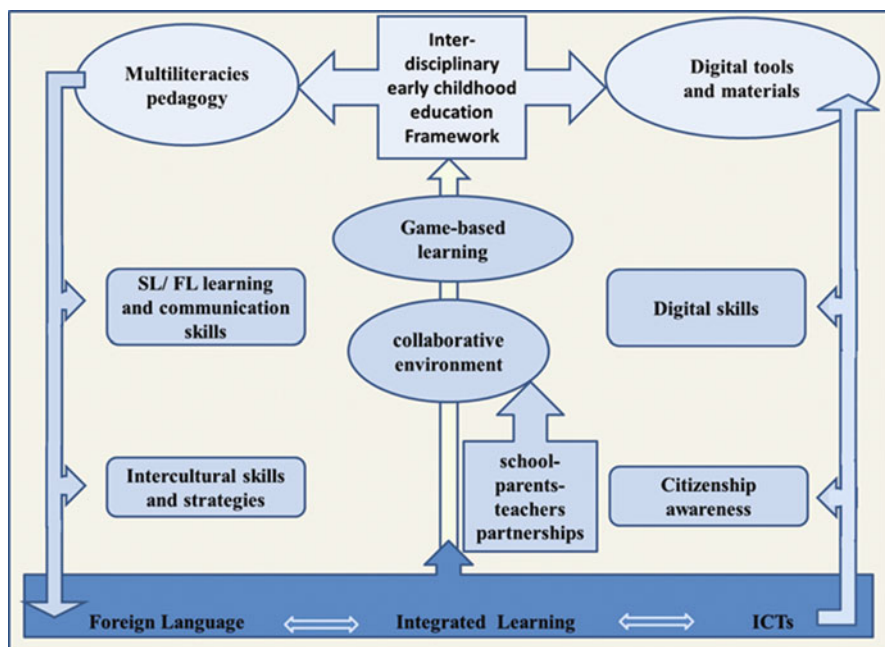 Multiliteracies
pedagogy
Inter-
disciplinary
early childhood
education
Framework
Digital tools
and materials
Game-based
learning
SL/ FL learning
and communication
skills
collaborative
environment
Digital skills
Intercultural skills
and strategies
school-
parents-
teachers
partnerships
Citizenship
awareness
Foreign Language
Integrated Learning
ICTs